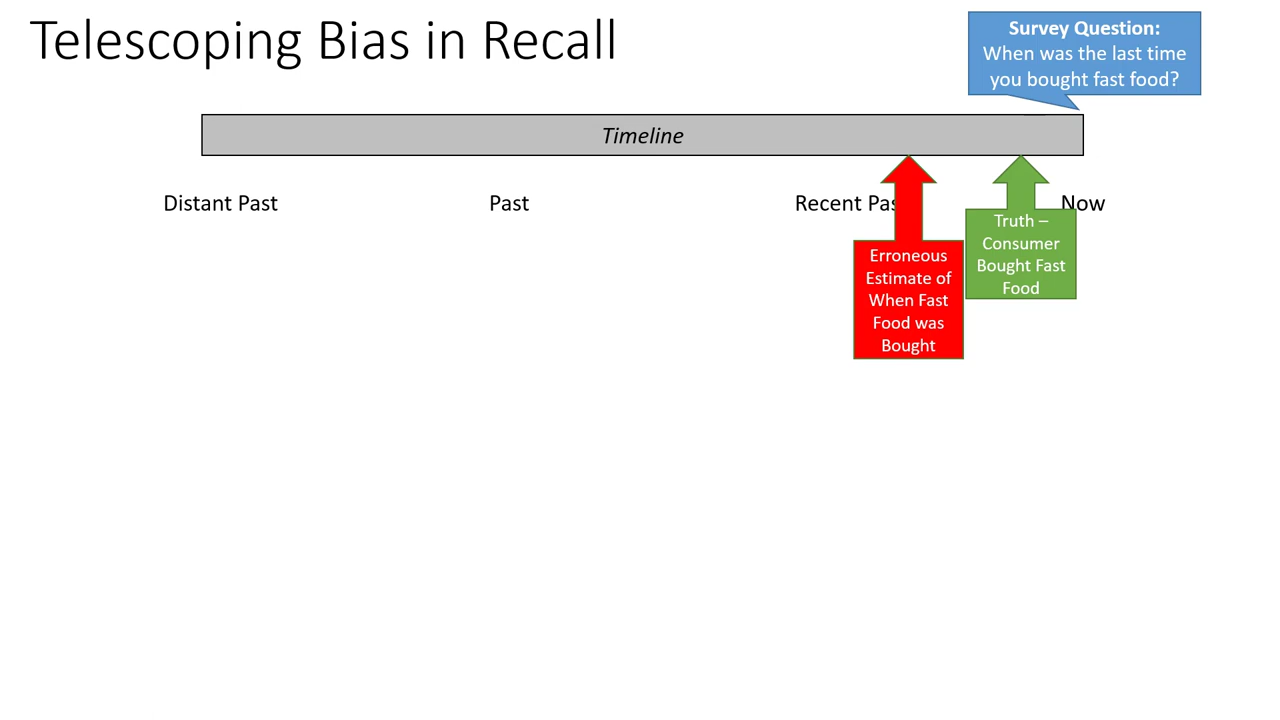 Telescoping Bias in Recall
Survey Question:
When was the last time
you bought fast food?
Timeline
Distant Past
Past
Recent Pas
Now
Erroneous
Estimate of
When Fast
Food was
Bought
Truth –
Consumer
Bought Fast
Food